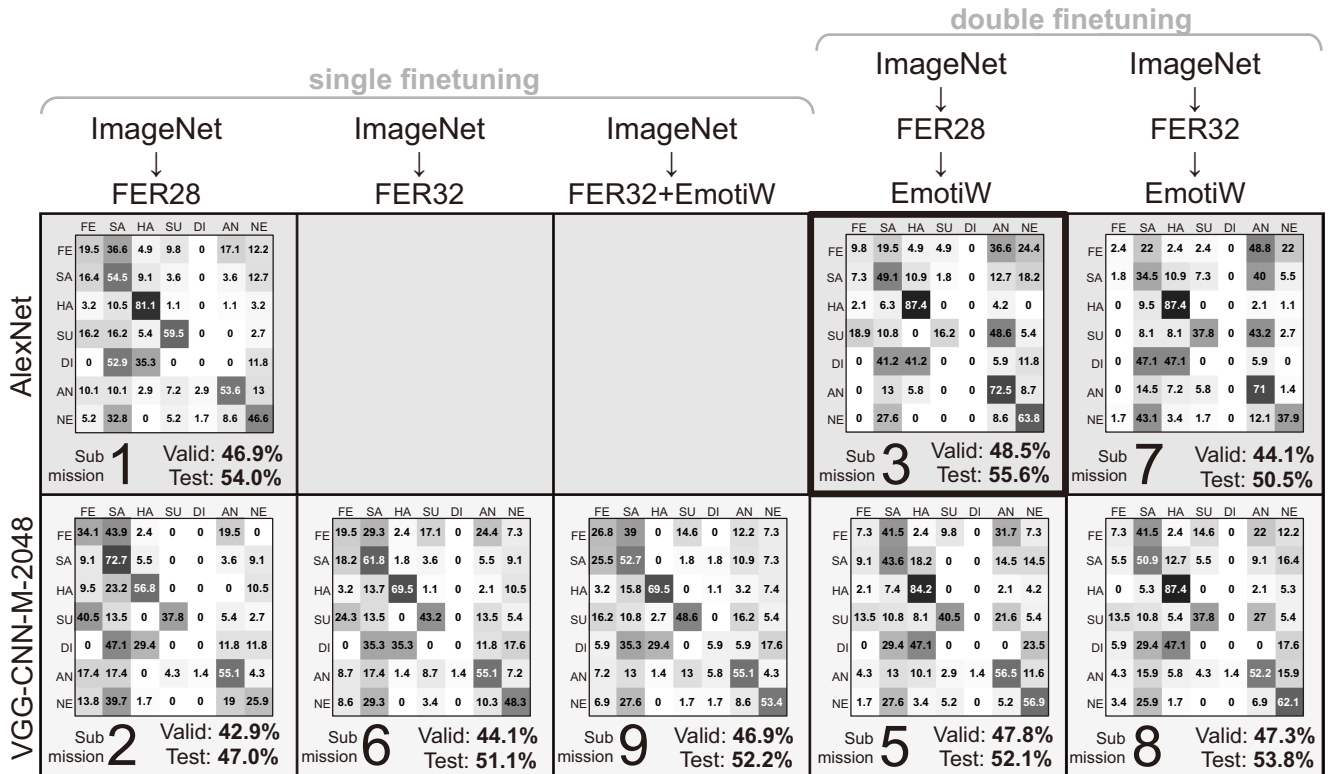 double finetuning
single finetuning
ImageNet
↓
FER28
ImageNet
↓
FER32
ImageNet
↓
FER32+EmotiW
ImageNet
↓
FER28
↓
EmotiW
ImageNet
↓
FER32
↓
EmotiW
AlexNet
FE SA HA SU DI AN NE
FE 19.5 36.6 4.9 9.8 0 17.1 12.2
SA 16.4 54.5 9.1 3.6 0 3.6 12.7
HA 3.2 10.5 81.1 1.1 0 1.1 3.2
SU 16.2 16.2 5.4 59.5 0 0 2.7
DI 0 52.9 35.3 0 0 0 11.8
AN 10.1 10.1 2.9 7.2 2.9 53.6 13
NE 5.2 32.8 0 5.2 1.7 8.6 46.6
Sub mission 1
Valid: 46.9%
Test: 54.0%
FE SA HA SU DI AN NE
FE 9.8 19.5 4.9 4.9 0 36.6 24.4
SA 7.3 49.1 10.9 1.8 0 12.7 18.2
HA 2.1 6.3 87.4 0 0 4.2 0
SU 18.9 10.8 0 16.2 0 48.6 5.4
DI 0 41.2 41.2 0 0 5.9 11.8
AN 0 13 5.8 0 0 72.5 8.7
NE 0 27.6 0 0 0 8.6 63.8
Sub mission 3
Valid: 48.5%
Test: 55.6%
FE SA HA SU DI AN NE
FE 2.4 22 2.4 2.4 0 48.8 22
SA 1.8 34.5 10.9 7.3 0 40 5.5
HA 0 9.5 87.4 0 0 2.1 1.1
SU 0 8.1 8.1 37.8 0 43.2 2.7
DI 0 47.1 47.1 0 0 5.9 0
AN 0 14.5 7.2 5.8 0 71 1.4
NE 1.7 43.1 3.4 1.7 0 12.1 37.9
Sub mission 7
Valid: 44.1%
Test: 50.5%
VGG-CNN-M-2048
FE SA HA SU DI AN NE
FE 34.1 43.9 2.4 0 0 19.5 0
SA 9.1 72.7 5.5 0 0 3.6 9.1
HA 9.5 23.2 56.8 0 0 0 10.5
SU 40.5 13.5 0 37.8 0 5.4 2.7
DI 0 47.1 29.4 0 0 11.8 11.8
AN 17.4 17.4 0 4.3 1.4 55.1 4.3
NE 13.8 39.7 1.7 0 0 19 25.9
Sub mission 2
Valid: 42.9%
Test: 47.0%
FE SA HA SU DI AN NE
FE 19.5 29.3 2.4 17.1 0 24.4 7.3
SA 18.2 61.8 1.8 3.6 0 5.5 9.1
HA 3.2 13.7 69.5 1.1 0 2.1 10.5
SU 24.3 13.5 0 43.2 0 13.5 5.4
DI 0 35.3 35.3 0 0 11.8 17.6
AN 8.7 17.4 1.4 8.7 1.4 55.1 7.2
NE 8.6 29.3 0 3.4 0 10.3 48.3
Sub mission 6
Valid: 44.1%
Test: 51.1%
FE SA HA SU DI AN NE
FE 26.8 39 0 14.6 0 12.2 7.3
SA 25.5 52.7 0 1.8 1.8 10.9 7.3
HA 3.2 15.8 69.5 0 1.1 3.2 7.4
SU 16.2 10.8 2.7 48.6 0 16.2 5.4
DI 5.9 35.3 29.4 0 5.9 5.9 17.6
AN 7.2 13 1.4 13 5.8 55.1 4.3
NE 6.9 27.6 0 1.7 1.7 8.6 53.4
Sub mission 9
Valid: 46.9%
Test: 52.2%
FE SA HA SU DI AN NE
FE 7.3 41.5 2.4 9.8 0 31.7 7.3
SA 9.1 43.6 18.2 0 0 14.5 14.5
HA 2.1 7.4 84.2 0 0 2.1 4.2
SU 13.5 10.8 8.1 40.5 0 21.6 5.4
DI 0 29.4 47.1 0 0 0 23.5
AN 4.3 13 10.1 2.9 1.4 56.5 11.6
NE 1.7 27.6 3.4 5.2 0 5.2 56.9
Sub mission 5
Valid: 47.8%
Test: 52.1%
FE SA HA SU DI AN NE
FE 7.3 41.5 2.4 14.6 0 22 12.2
SA 5.5 50.9 12.7 5.5 0 9.1 16.4
HA 0 5.3 87.4 0 0 2.1 5.3
SU 13.5 10.8 5.4 37.8 0 27 5.4
DI 5.9 29.4 47.1 0 0 0 17.6
AN 4.3 15.9 5.8 4.3 1.4 52.2 15.9
NE 3.4 25.9 1.7 0 0 6.9 62.1
Sub mission 8
Valid: 47.3%
Test: 53.8%